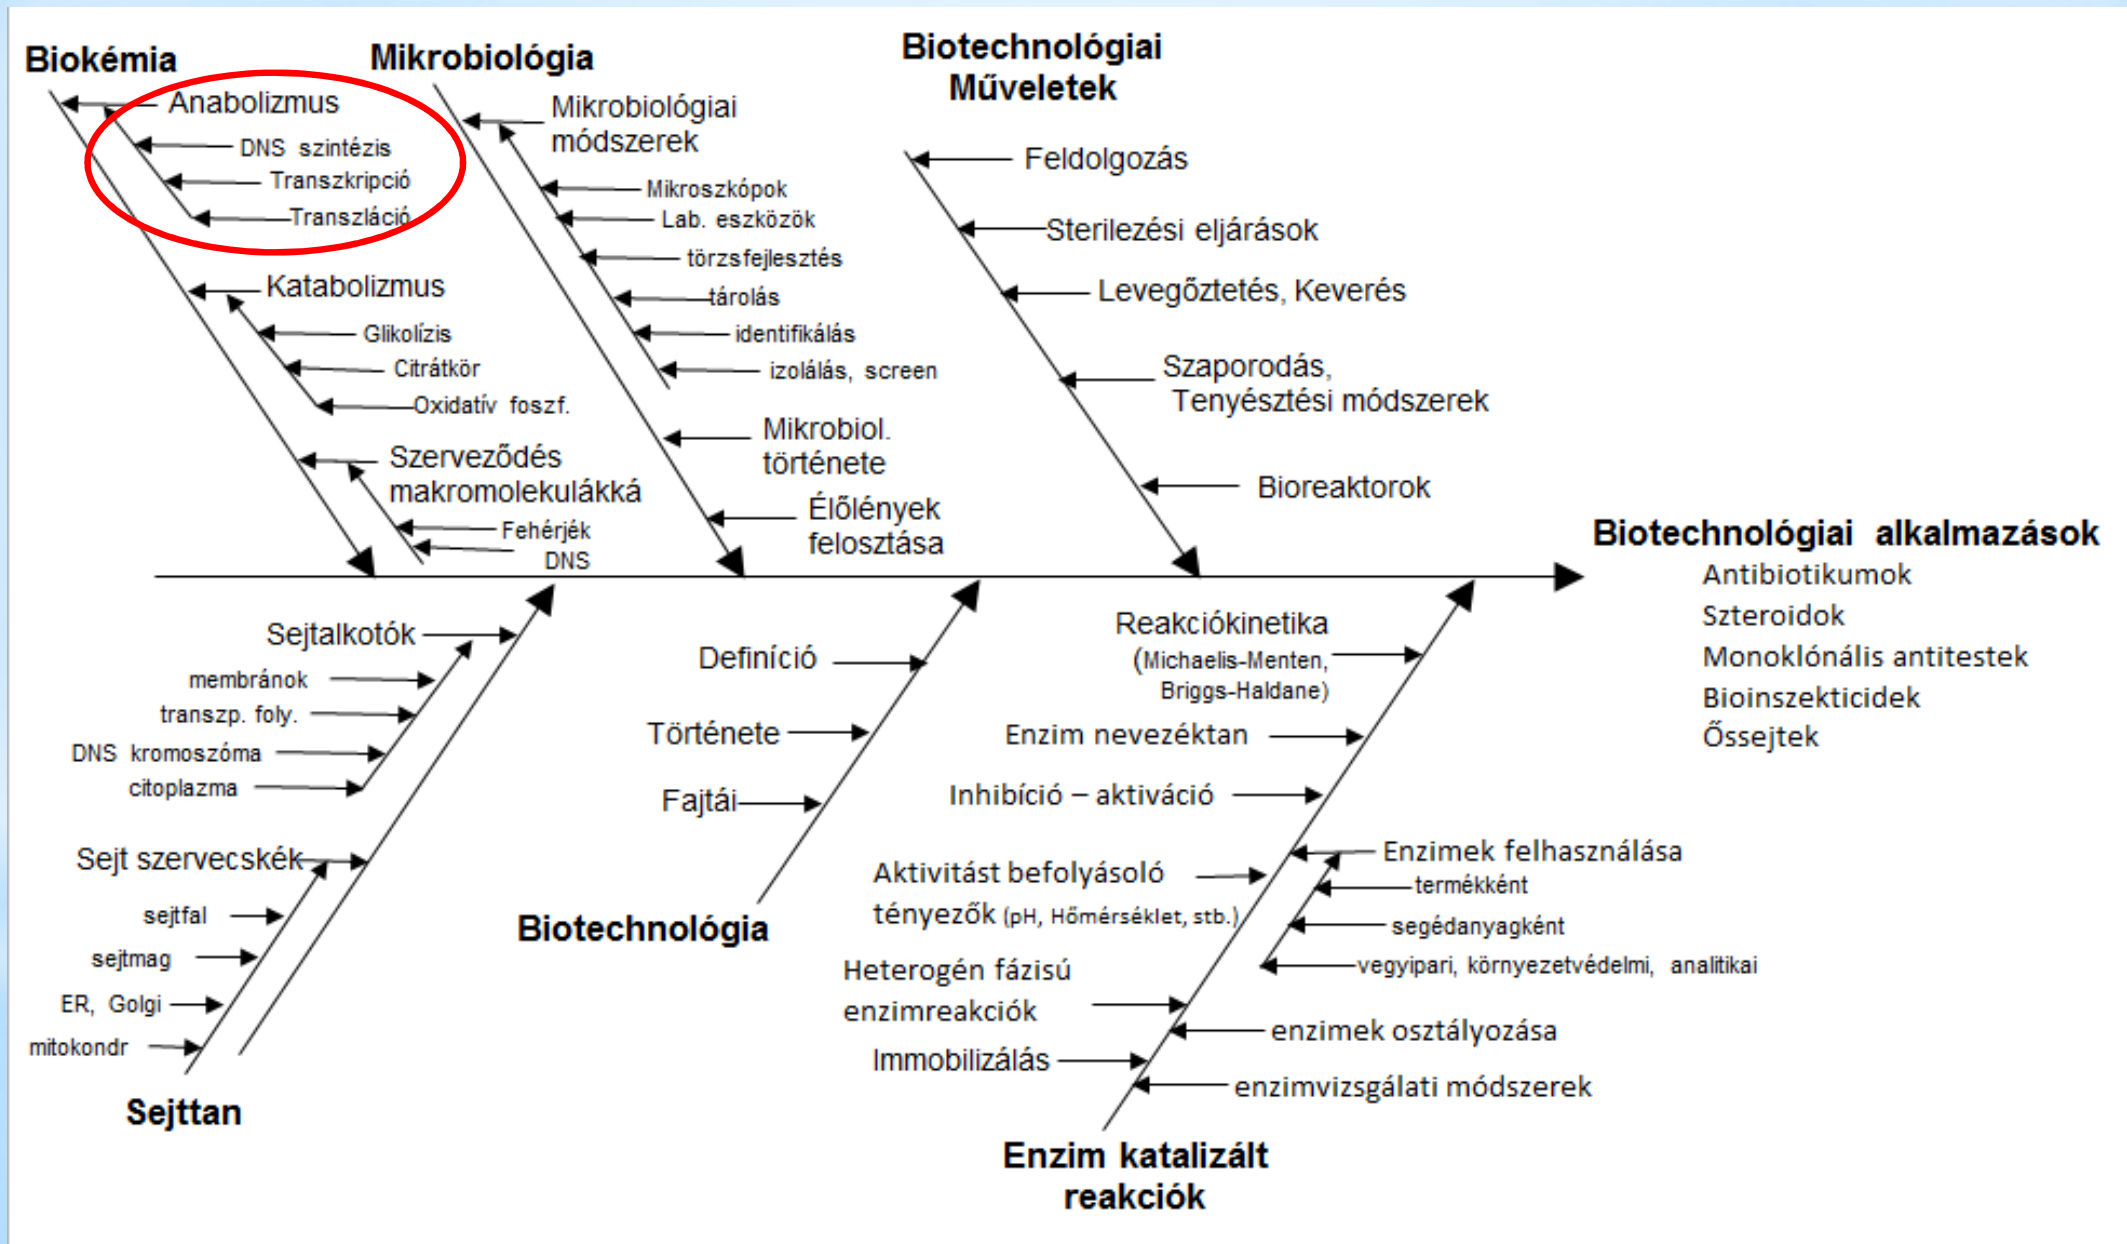 Biokémia
Anabolizmus
DNS szintézis
Transzkripció
Transzláció
Katabolizmus
Glikolízis
Citrátkör
Oxidatív foszf.
Szerveződés
makromolekulákká
Fehérjék
DNS
Mikrobiológia
Mikrobiológiai
módszerek
Mikroszkópok
Lab. eszközök
törzsfejlesztés
tárolás
identifikálás
izolálás, screen
Mikrobiol.
története
Élőlények
felosztása
Biotechnológiai
Műveletek
Feldolgozás
Sterilezési eljárások
Levegőztetés, Keverés
Szaporodás,
Tenyésztési módszerek
Bioreaktorok
Biotechnológiai alkalmazások
Antibiotikumok
Szteroidok
Monoklónális antitestek
Bioinszekticidek
Őssejtek
Sejtalkotók
membránok
transzp. foly.
DNS kromoszóma
citoplazma
Sejt szervecskék
sejtfal
sejtmag
ER, Golgi
mitokondr
Sejttan
Definíció
Története
Fajtái
Biotechnológia
Reakciókinetika
(Michaelis-Menten,
Briggs-Haldane)
Enzim nevezéktan
Inhibíció – aktiváció
Aktivitást befolyásoló
tényezők (pH, Hőmérséklet, stb.)
Heterogén fázisú
enzimreakciók
Immobilizálás
Enzimek felhasználása
termékként
segédanyagként
vegyipari, környezetvédelmi, analitikai
enzimek osztályozása
enzimvizsgálati módszerek
Enzim katalizált
reakciók